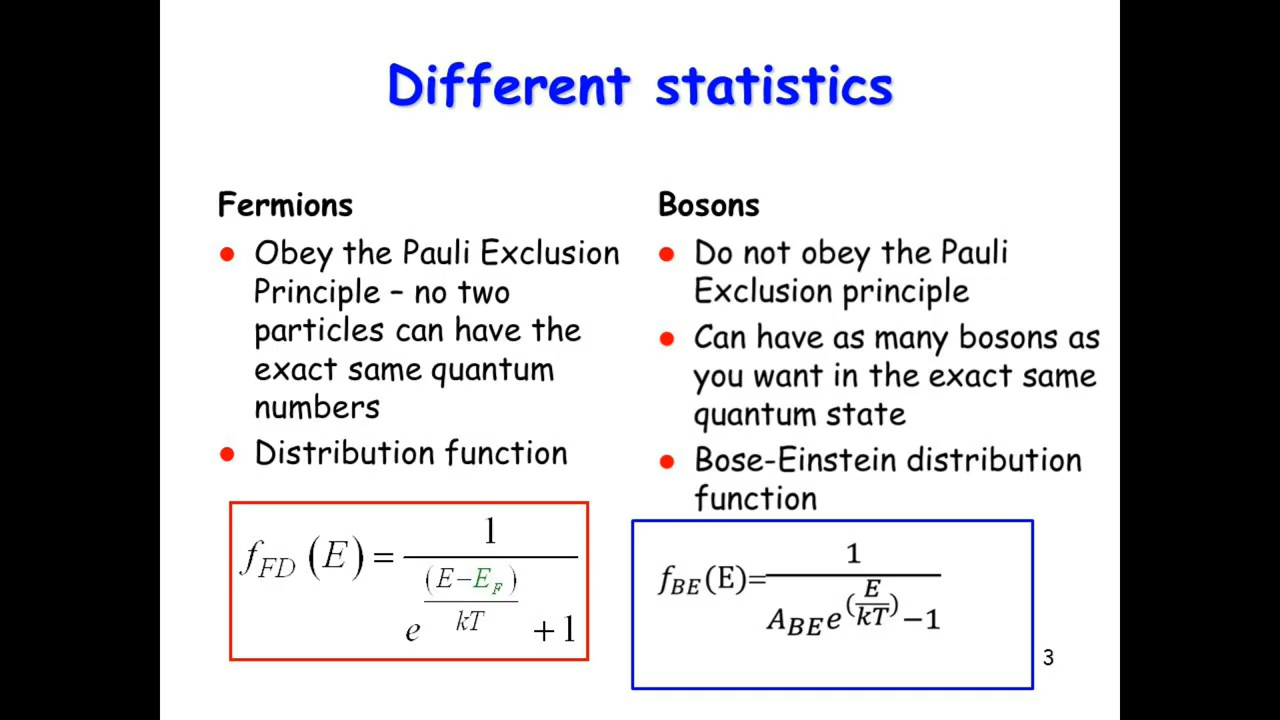 Different statistics
Fermions
● Obey the Pauli Exclusion
Principle – no two
particles can have the
exact same quantum
numbers
● Distribution function
f_FD (E) = 1 / (e^((E−E_F)/kT) + 1)
Bosons
● Do not obey the Pauli
Exclusion principle
● Can have as many bosons as
you want in the exact same
quantum state
● Bose-Einstein distribution
function
f_BE(E)= 1 / (A_BE e^(E/kT) −1)
3